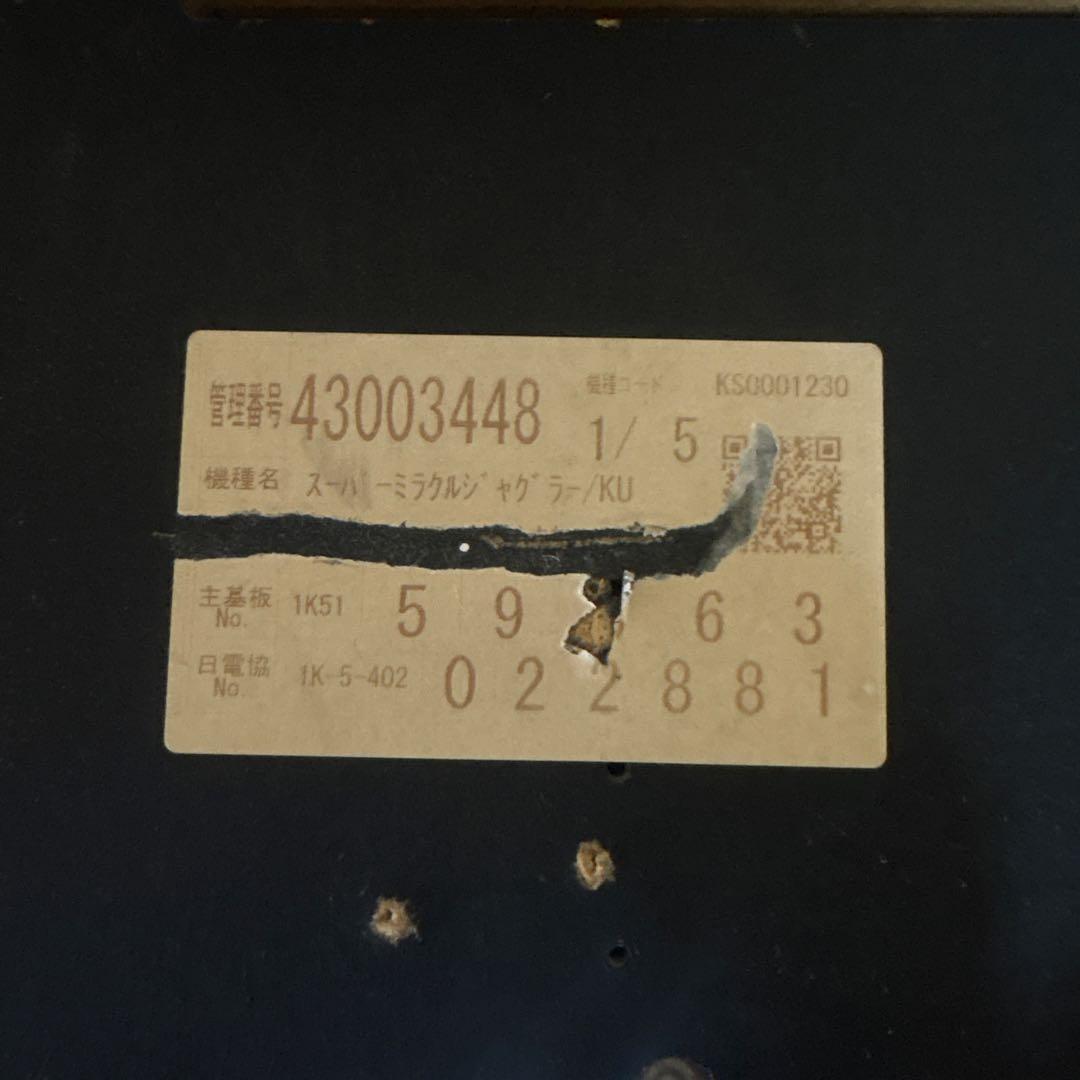 管理番号 43003448 機種コード KS0001230
1/ 5
機種名 スーパーミラクルジャグラー/KU
主基板 No. 1K51 5 9 6 3
日電協 No. 1K-5-402 0 2 2 8 8 1